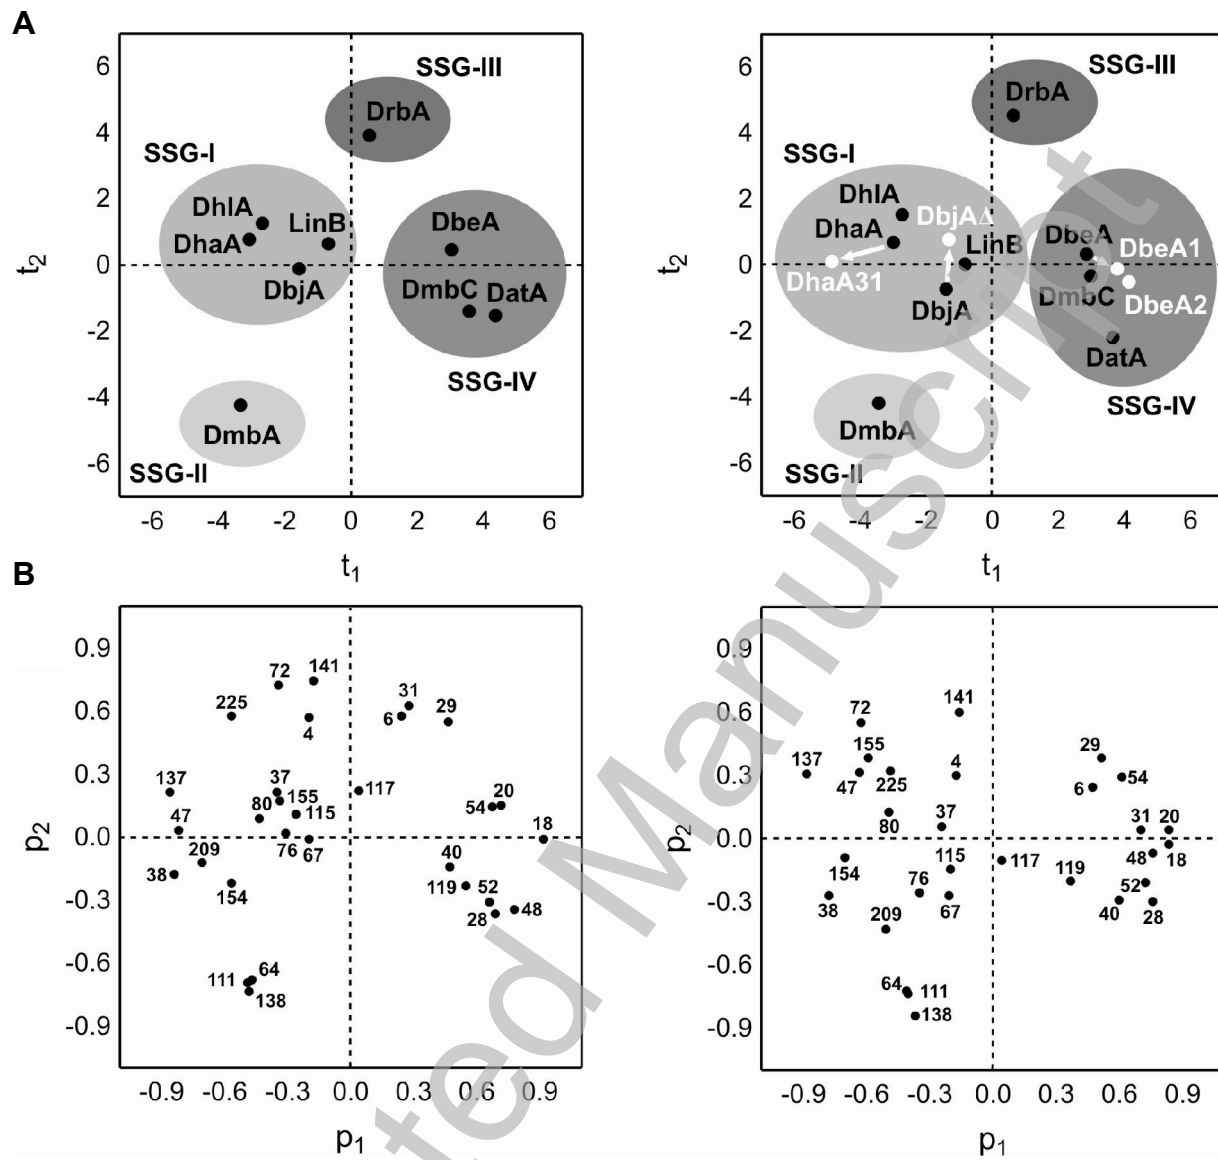 A
6
4
2
0
-2
-4
-6
t2
SSG-III
DrbA
SSG-I
DhlA
DhaA
LinB
DbjA
DbeA
DmbC
DatA
SSG-IV
DmbA
SSG-II
-6
-4
-2
0
2
4
6
t1
6
4
2
0
-2
-4
-6
t2
SSG-III
DrbA
SSG-I
DhlA
DhaA
DbjAΔ
LinB
DhaA31
DbjA
DbeA
DbeA1
DmbC
DbeA2
DatA
SSG-IV
DmbA
SSG-II
-6
-4
-2
0
2
4
6
t1
B
0.9
0.6
0.3
0.0
-0.3
-0.6
-0.9
p2
72
141
225
4
31
6
29
137
37
155
80
115
117
54
20
47
18
76
67
209
38
154
40
119
52
28
48
64
111
138
-0.9
-0.6
-0.3
0.0
0.3
0.6
0.9
p1
0.9
0.6
0.3
0.0
-0.3
-0.6
-0.9
p2
141
72
155
137
47
225
4
29
54
6
80
37
31
20
48
18
154
115
117
119
52
38
76
67
40
28
209
64
111
138
-0.9
-0.6
-0.3
0.0
0.3
0.6
0.9
p1
ted Manuscript